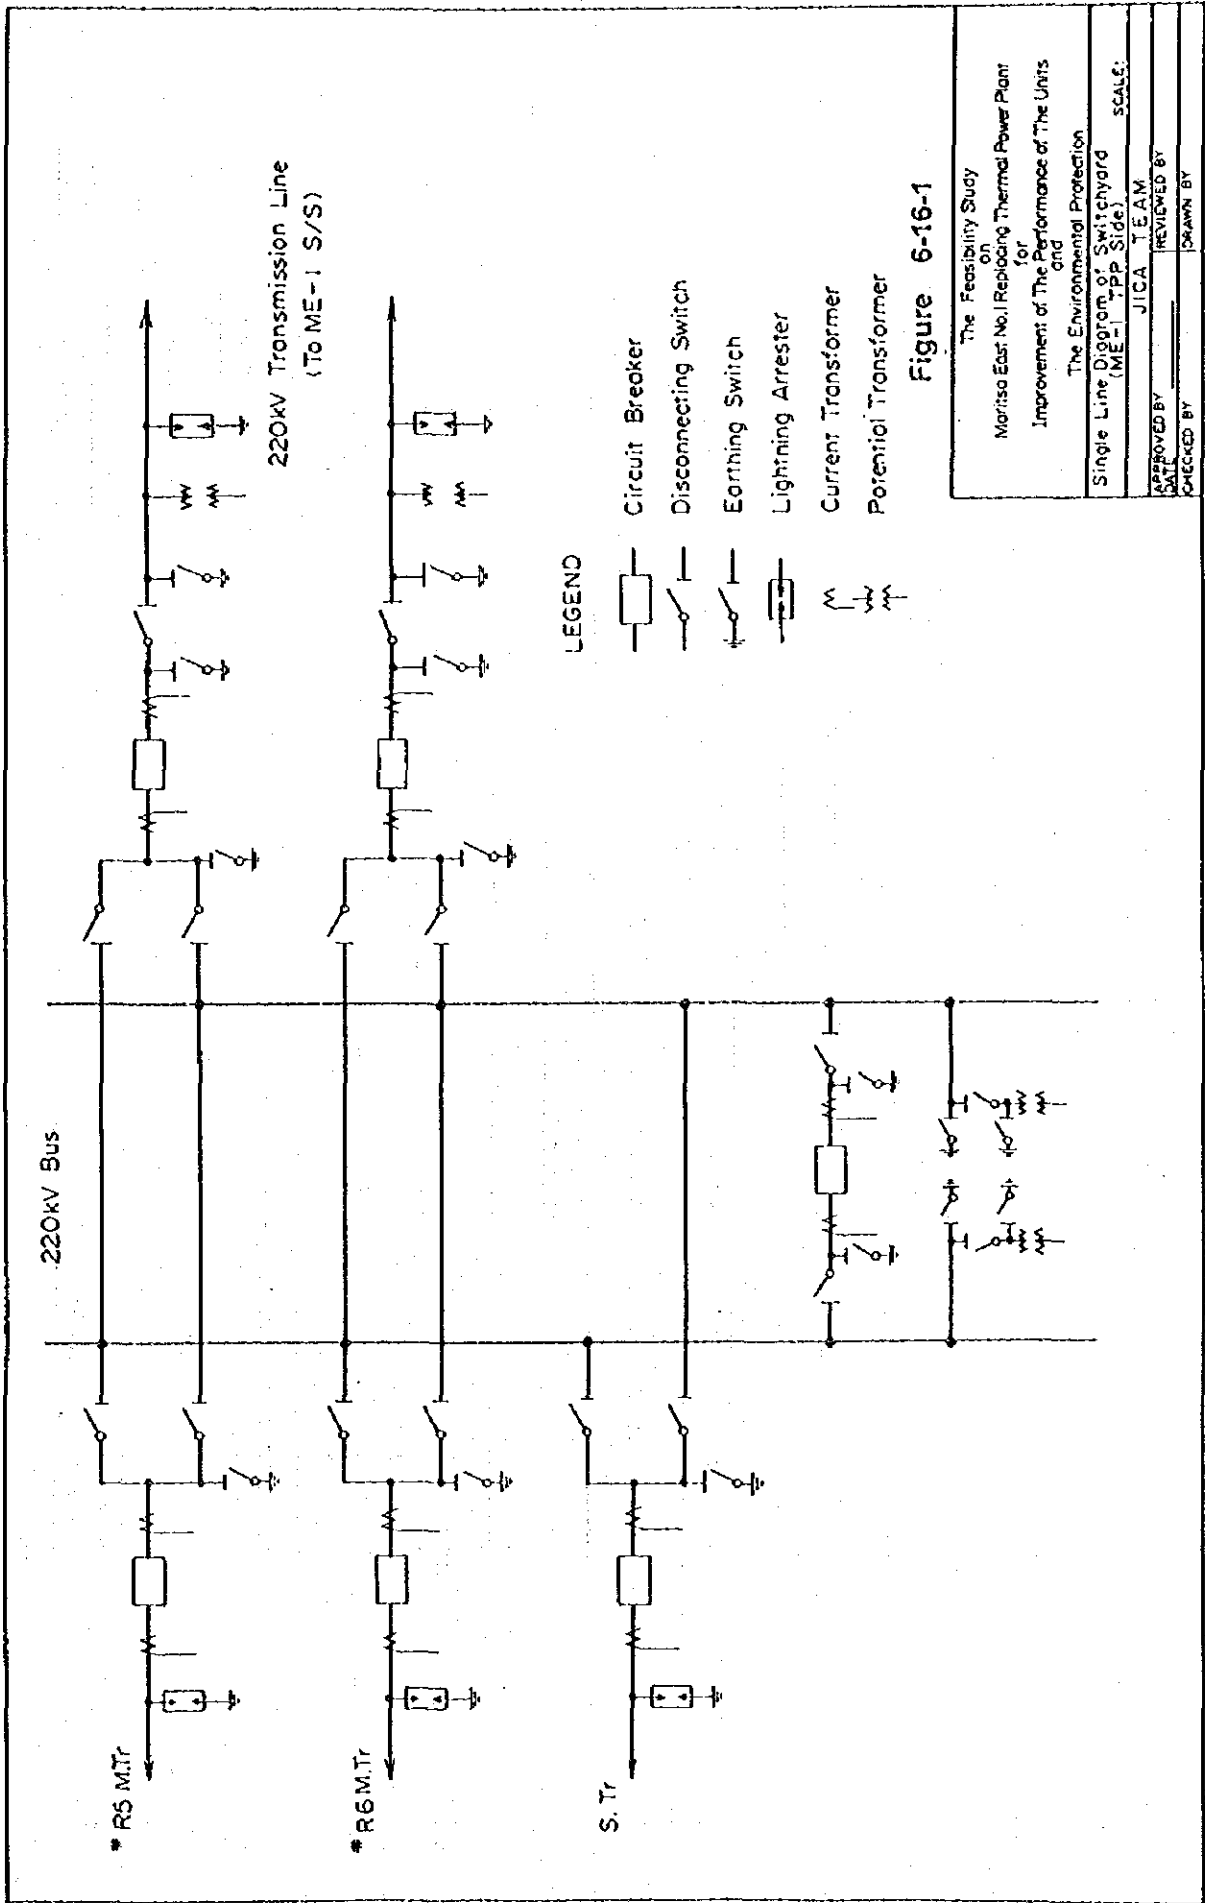 220kV Bus
220kV Transmission Line
(To ME-1 S/S)
# R5 M.Tr
# R6 M.Tr
S. Tr
LEGEND
Circuit Breaker
Disconnecting Switch
Earthing Switch
Lightning Arrester
Current Transformer
Potential Transformer
Figure 6-16-1
The Feasibility Study
on
Maritsa East No.1 Replacing Thermal Power Plant
for
Improvement of The Performance of The Units
and
The Environmental Protection
Single Line Diagram of Switchyard
(ME-1 TPP Side)
SCALE:
JICA TEAM
APPROVED BY
REVIEWED BY
DATE
CHECKED BY
DRAWN BY